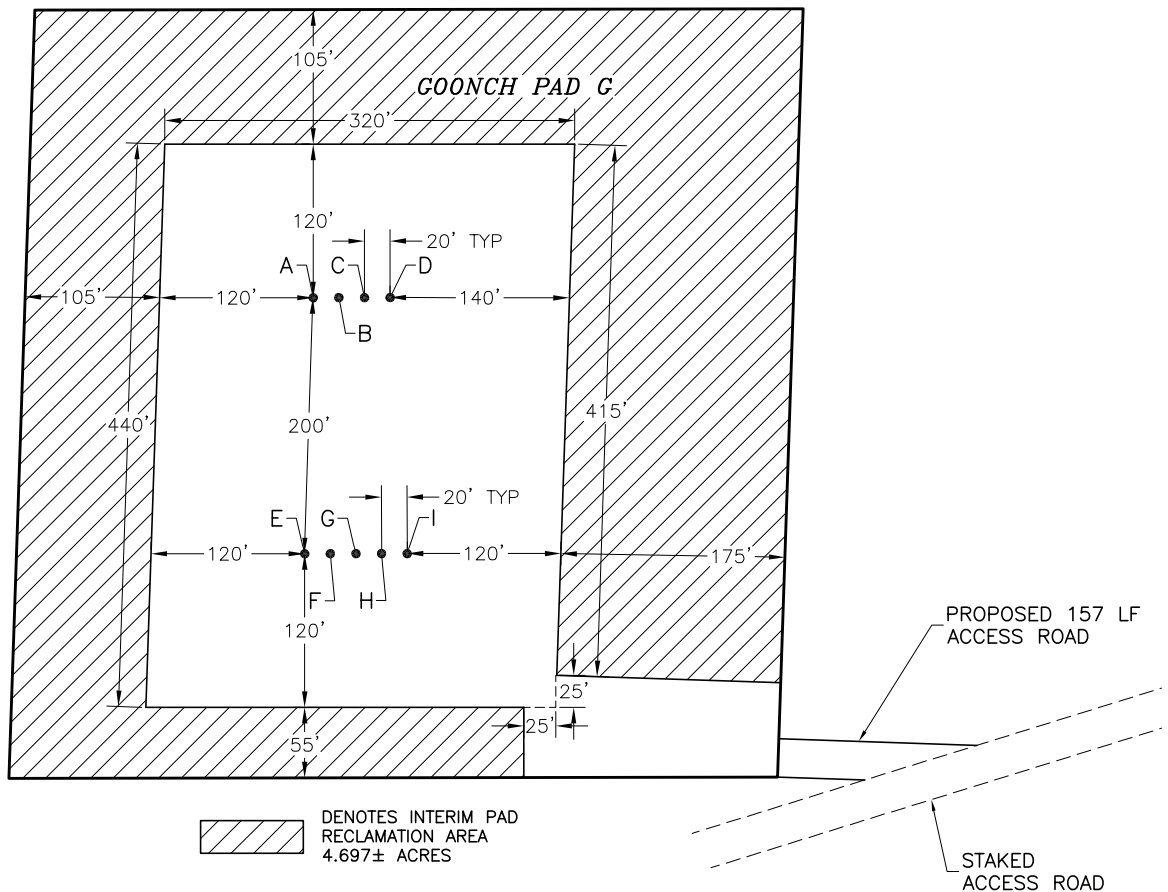 105'
GOONCH PAD G
320'
120'
20' TYP
A
C
D
105'
120'
140'
B
440'
200'
415'
20' TYP
E
G
I
120'
120'
175'
F
H
120'
25'
25'
55'
PROPOSED 157 LF
ACCESS ROAD
DENOTES INTERIM PAD
RECLAMATION AREA
4.697± ACRES
STAKED
ACCESS ROAD